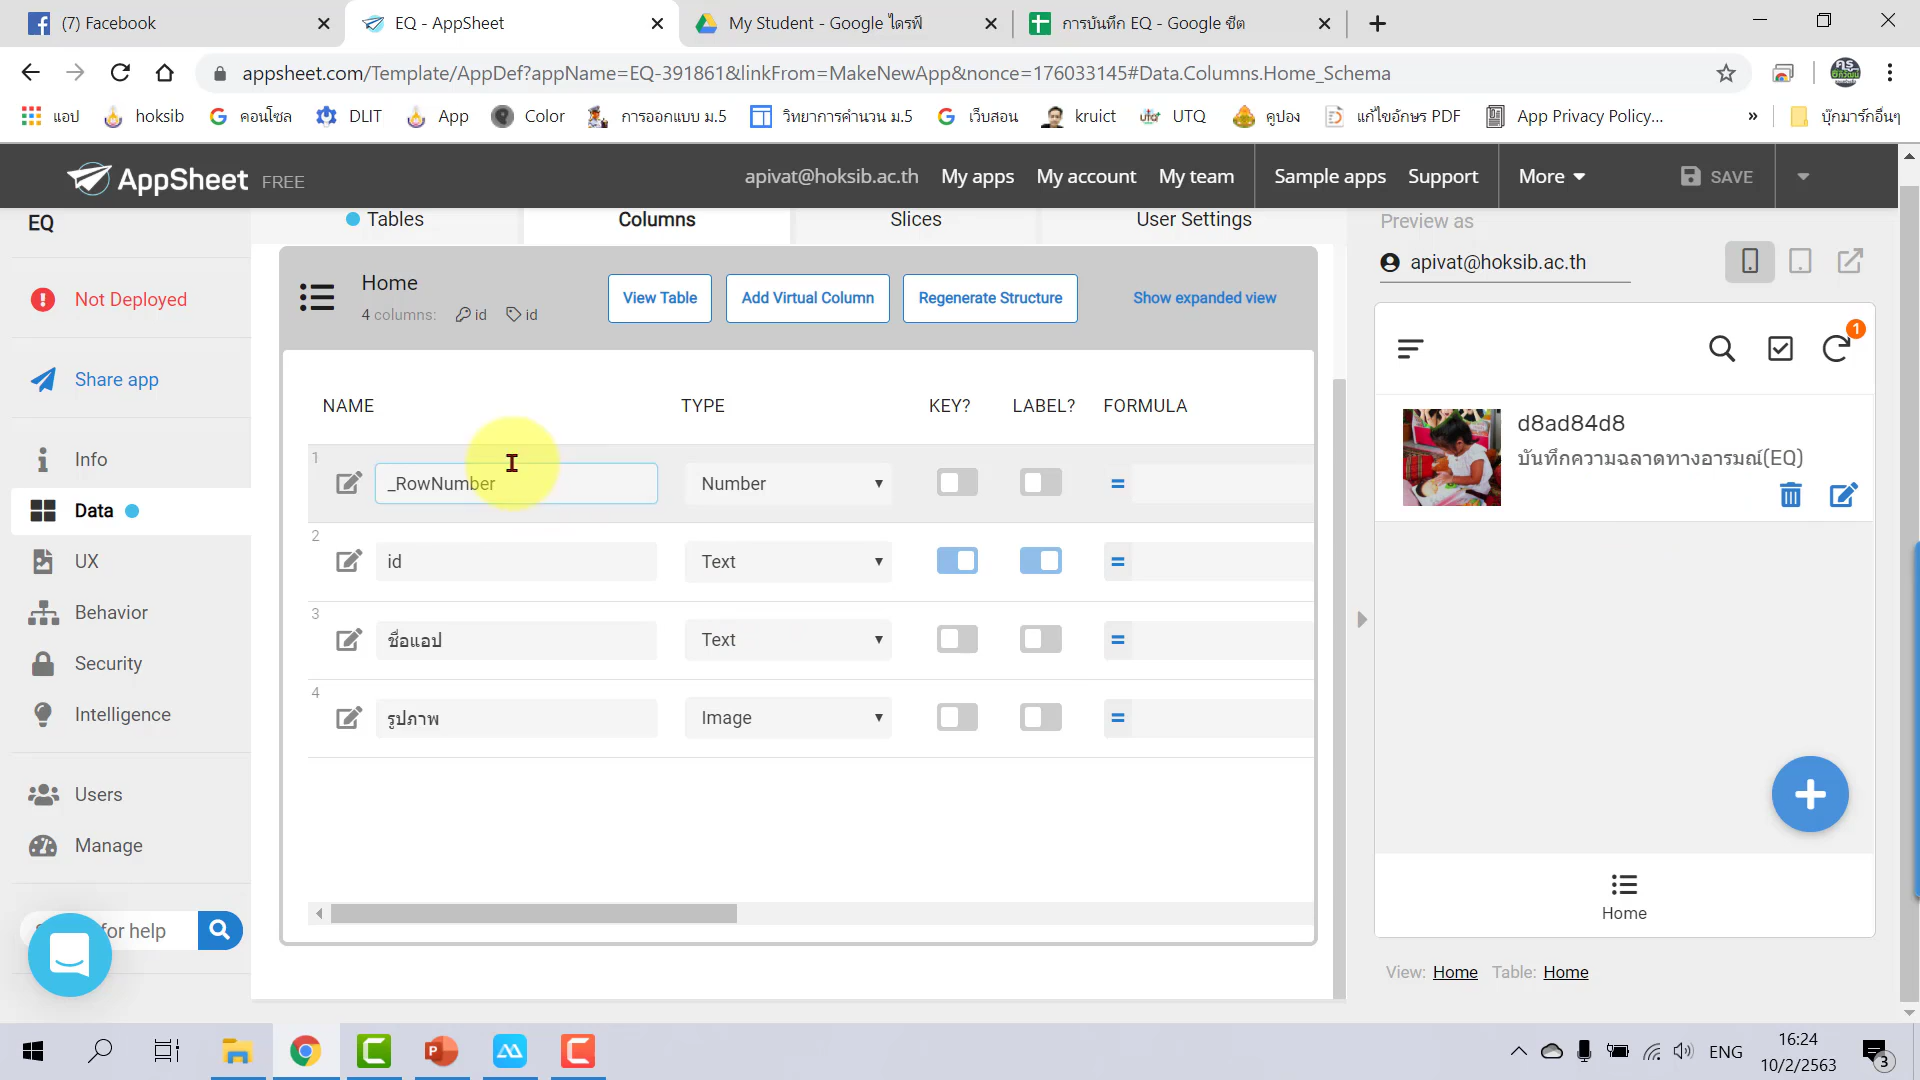 (7) Facebook
EQ - AppSheet
My Student - Google ไดรฟ์
การบันทึก EQ - Google ชีต
appsheet.com/Template/AppDef?appName=EQ-391861&linkFrom=MakeNewApp&nonce=176033145#Data.Columns.Home_Schema
แอป
hoksib
คอนโซล
DLIT
App
Color
การออกแบบ ม.5
วิทยาการคำนวน ม.5
เว็บสอน
kruict
UTQ
คูปอง
แก้ไขอักษร PDF
App Privacy Policy...
»
บุ๊กมาร์กอื่นๆ
AppSheet FREE
apivat@hoksib.ac.th
My apps
My account
My team
Sample apps
Support
More
SAVE
EQ
Tables
Columns
Slices
User Settings
Preview as
apivat@hoksib.ac.th
Not Deployed
Share app
Info
Data
UX
Behavior
Security
Intelligence
Users
Manage
for help
Home
4 columns: id id
View Table
Add Virtual Column
Regenerate Structure
Show expanded view
NAME TYPE KEY? LABEL? FORMULA
1 _RowNumber Number =
2 id Text =
3 ชื่อแอป Text =
4 รูปภาพ Image =
1
d8ad84d8
บันทึกความฉลาดทางอารมณ์(EQ)
Home
View: Home Table: Home
ENG
16:24
10/2/2563
3